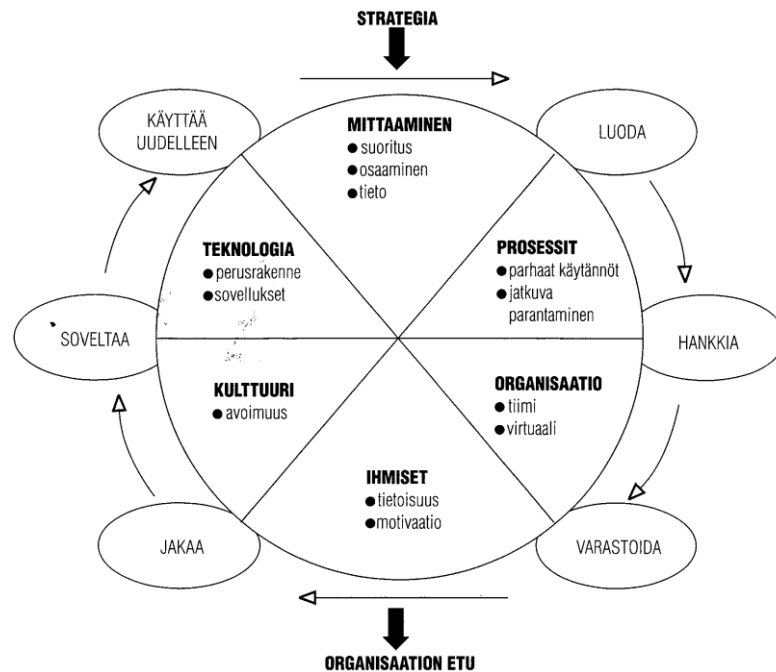 STRATEGIA
KÄYTTÄÄ
UUDELLEEN
LUODA
MITTAAMINEN
● suoritus
● osaaminen
● tieto
TEKNOLOGIA
● perusrakenne
● sovellukset
PROSESSIT
● parhaat käytännöt
● jatkuva
parantaminen
SOVELTAA
HANKKIA
KULTTUURI
● avoimuus
ORGANISAATIO
● tiimi
● virtuaali
IHMISET
● tietoisuus
● motivaatio
JAKAA
VARASTOIDA
ORGANISAATION ETU